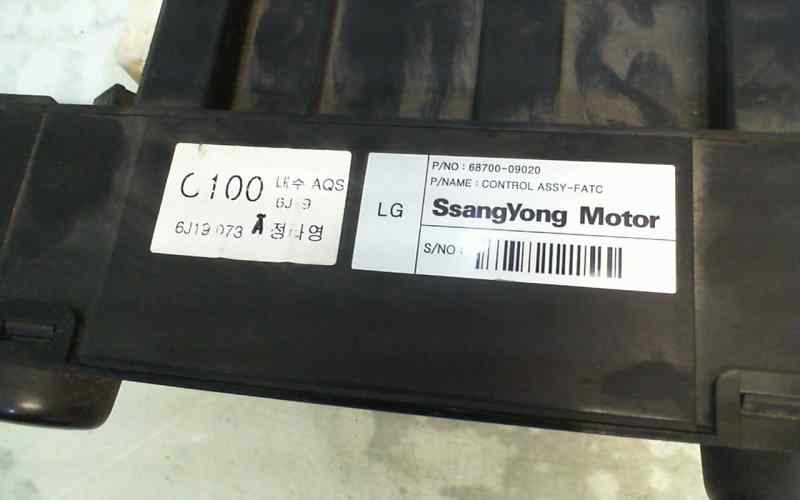 C100 내수 AQS
6J19
6J19 073 A 정다영
LG
P/NO : 68700-09020
P/NAME : CONTROL ASSY-FATC
SsangYong Motor
S/NO :